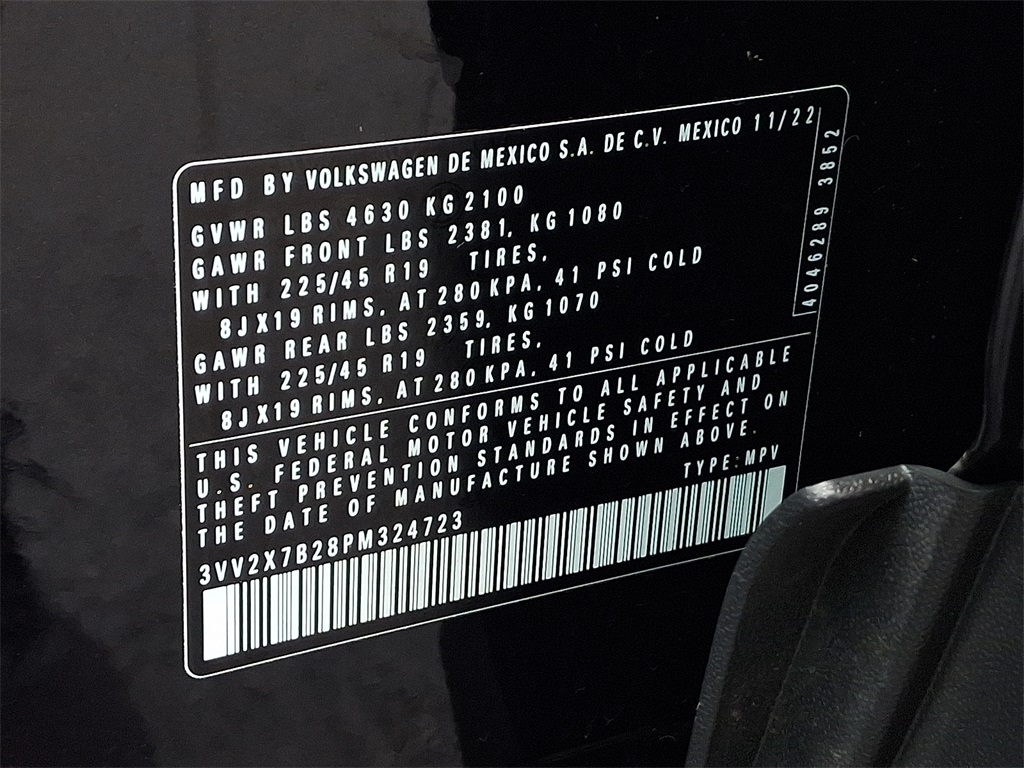 MFD BY VOLKSWAGEN DE MEXICO S.A. DE C.V. MEXICO 11/22
GVWR LBS 4630 KG 2100
GAWR FRONT LBS 2381, KG 1080
WITH 225/45 R19 TIRES,
8JX19 RIMS, AT 280 KPA, 41 PSI COLD
GAWR REAR LBS 2359, KG 1070
WITH 225/45 R19 TIRES,
8JX19 RIMS, AT 280 KPA, 41 PSI COLD
THIS VEHICLE CONFORMS TO ALL APPLICABLE
U.S. FEDERAL MOTOR VEHICLE SAFETY AND
THEFT PREVENTION STANDARDS IN EFFECT ON
THE DATE OF MANUFACTURE SHOWN ABOVE.
TYPE: MPV
3VV2X7B28PM324723
4046289 3852